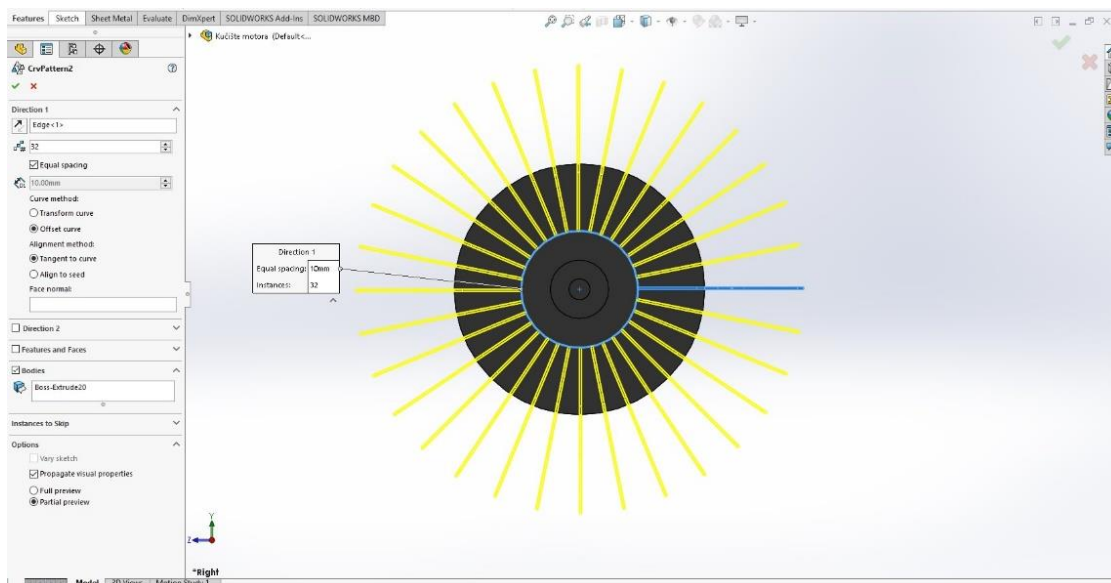 Features Sketch Sheet Metal Evaluate DimXpert SOLIDWORKS Add-Ins SOLIDWORKS MBD
Kućište motora (Default<...
CrvPattern2
Direction 1
Edge<1>
32
Equal spacing
10.00mm
Curve method:
Transform curve
Offset curve
Alignment method:
Tangent to curve
Align to seed
Face normal:
Direction 2
Features and Faces
Bodies
Boss-Extrude20
Instances to Skip
Options
Vary sketch
Propagate visual properties
Full preview
Partial preview
Direction 1
Equal spacing: 10mm
Instances: 32
Y
Z
*Right
Model 3D Views Motion Study 1